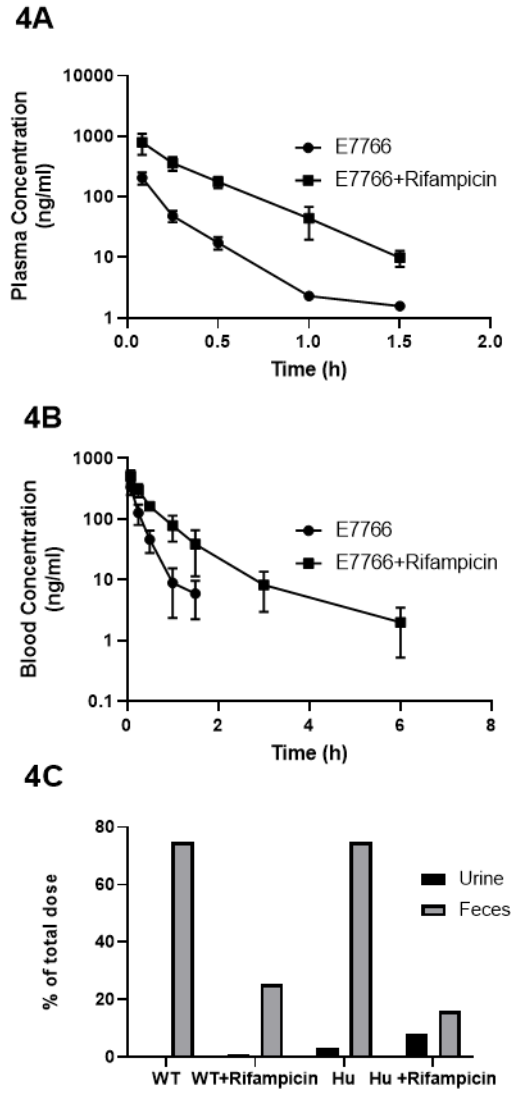 4A
Plasma Concentration
(ng/ml)
10000
1000
100
10
1
E7766
E7766+Rifampicin
0.0 0.5 1.0 1.5 2.0
Time (h)
4B
Blood Concentration
(ng/ml)
1000
100
10
1
0.1
E7766
E7766+Rifampicin
0 2 4 6 8
Time (h)
4C
% of total dose
80
60
40
20
0
Urine
Feces
WT WT+Rifampicin Hu Hu +Rifampicin